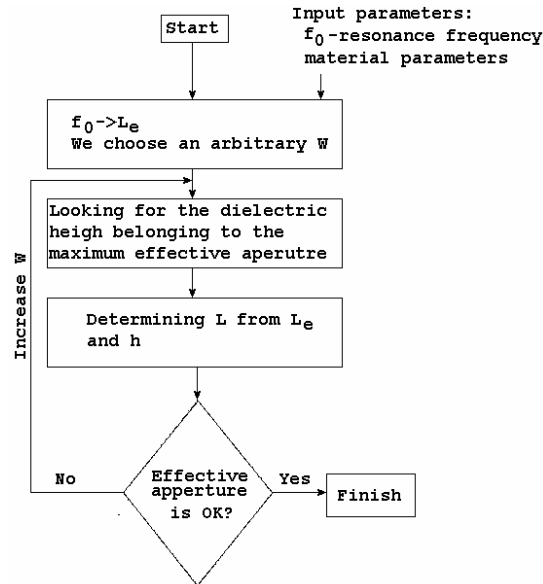 Start
Input parameters:
f0-resonance frequency
material parameters
f0->Le
We choose an arbitrary W
Looking for the dielectric
heigh belonging to the
maximum effective aperutre
Increase W
Determining L from Le
and h
No
Effective
apperture
is OK?
Yes
Finish